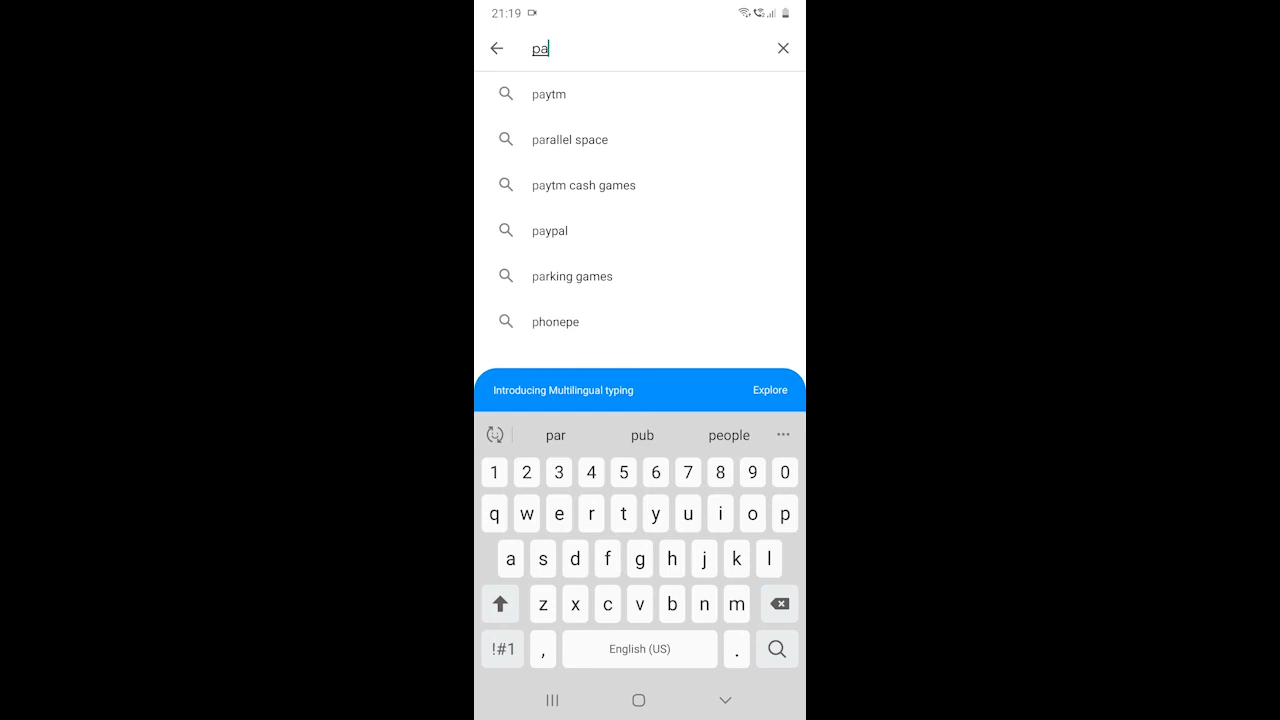 21:19
pa
paytm
parallel space
paytm cash games
paypal
parking games
phonepe
Introducing Multilingual typing Explore
par pub people
1 2 3 4 5 6 7 8 9 0
q w e r t y u i o p
a s d f g h j k l
z x c v b n m
!#1 , English (US) .